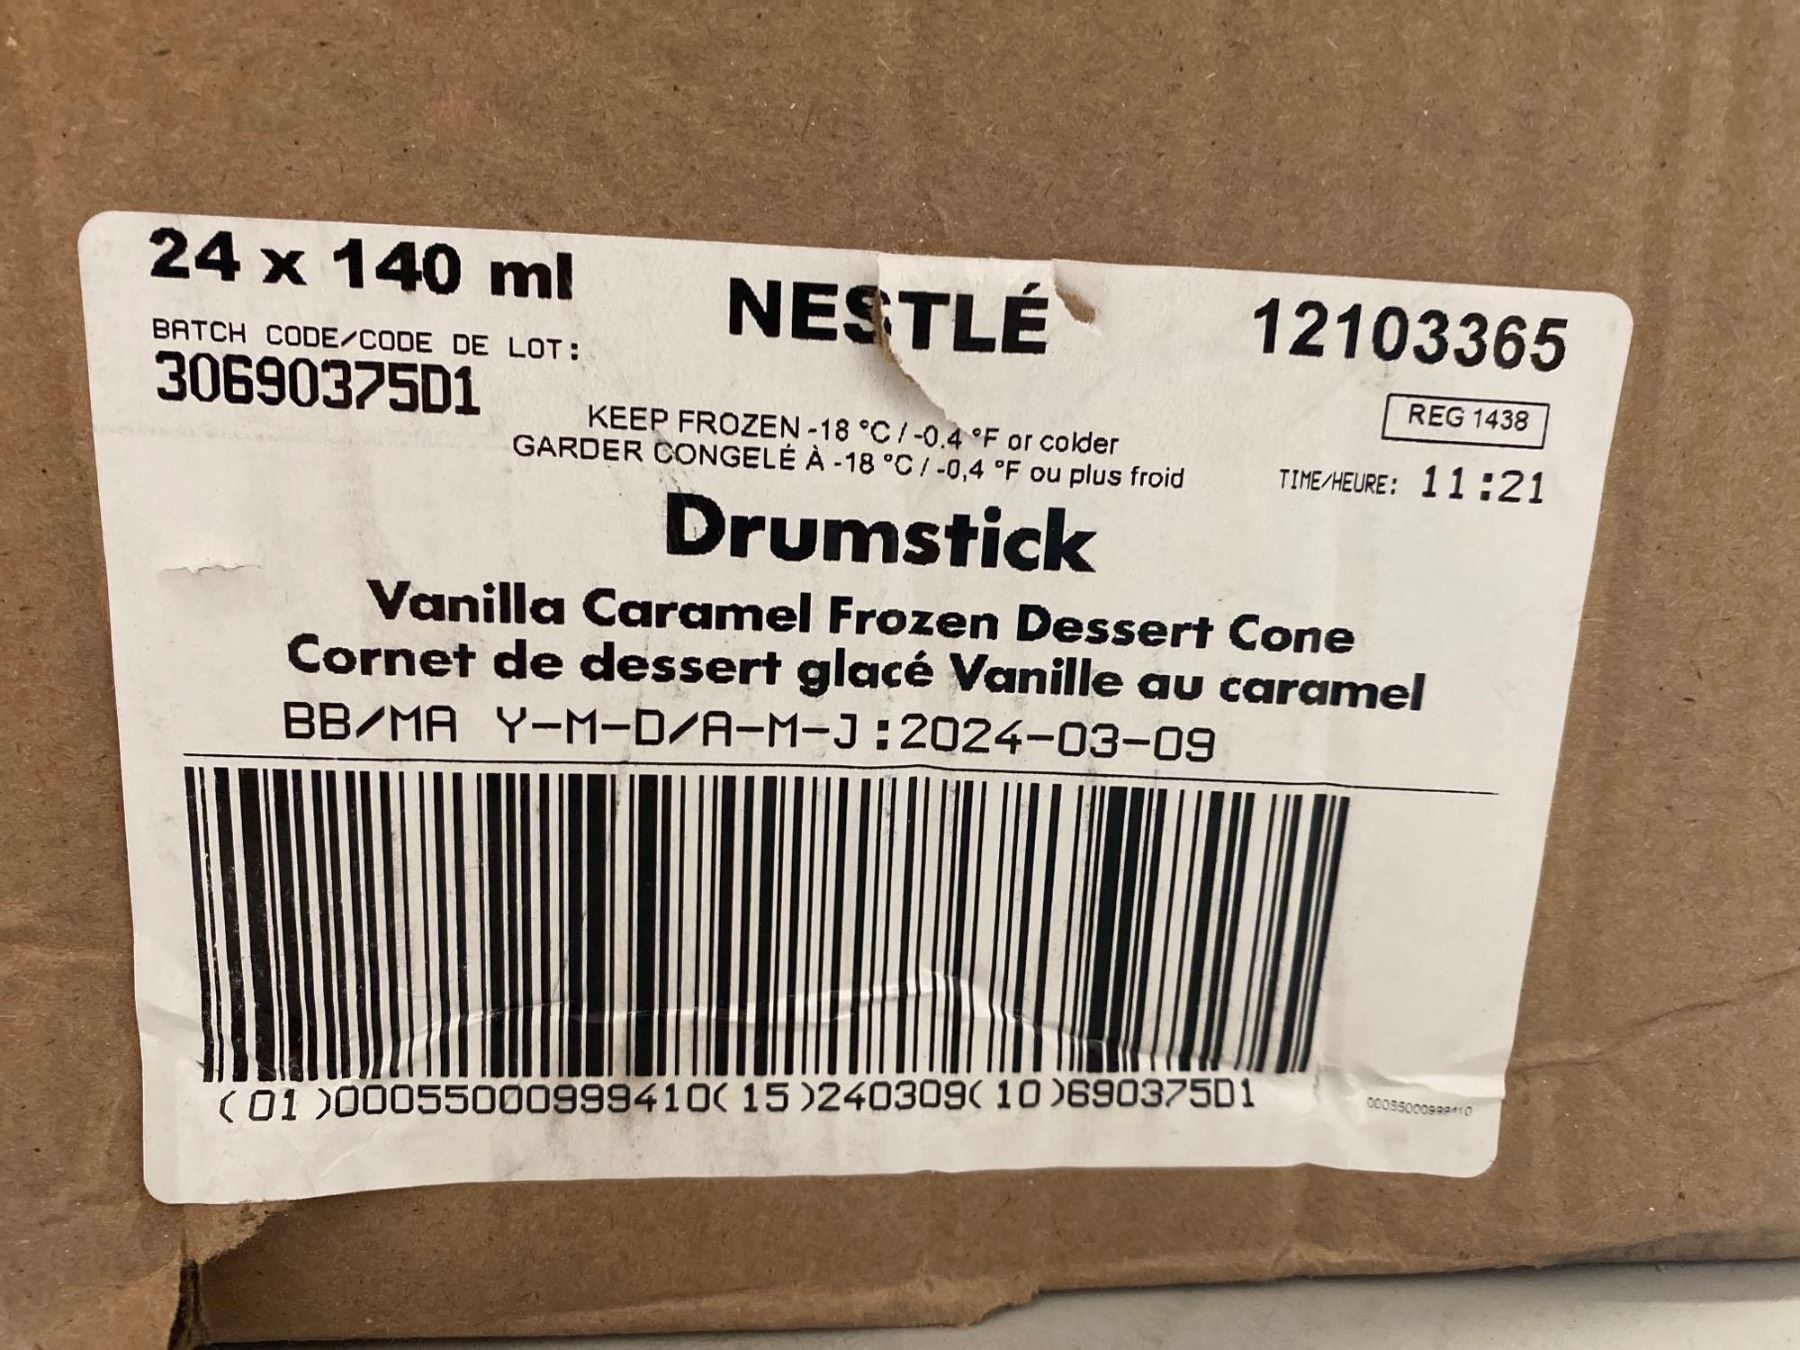 24 x 140 ml
NESTLÉ
12103365
BATCH CODE/CODE DE LOT:
30690375D1
REG 1438
KEEP FROZEN -18 °C / -0.4 °F or colder
GARDER CONGELÉ À -18 °C / -0,4 °F ou plus froid
TIME/HEURE: 11:21
Drumstick
Vanilla Caramel Frozen Dessert Cone
Cornet de dessert glacé Vanille au caramel
BB/MA Y-M-D/A-M-J:2024-03-09
(01)00055000999410(15)240309(10)690375D1
00055000999410